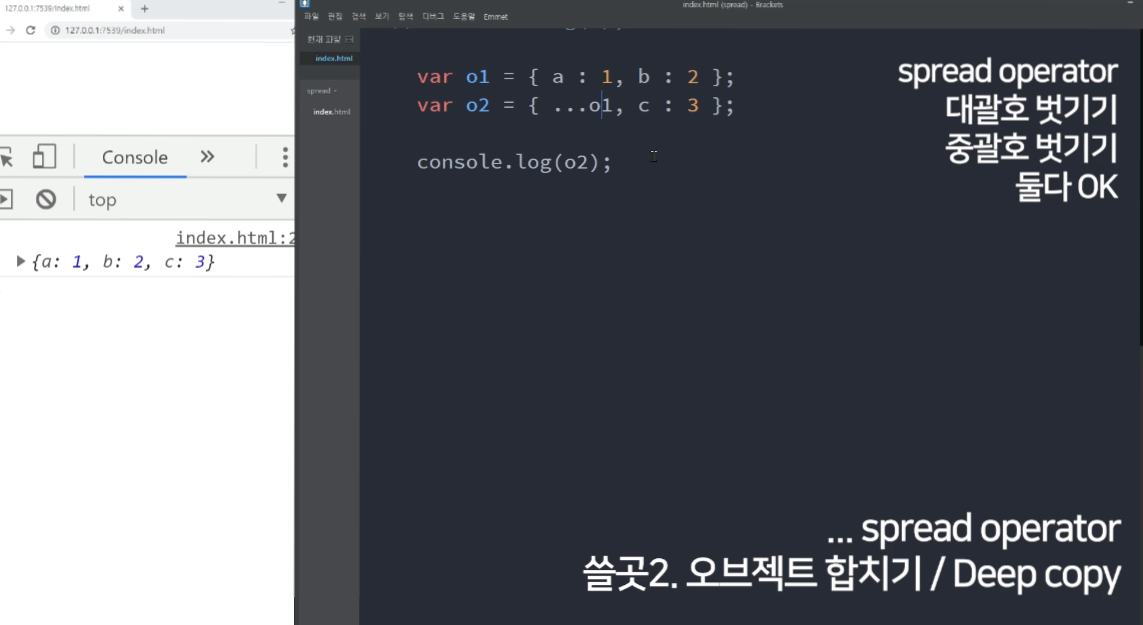 127.0.0.1:7539/index.html
index.html (spread) - Brackets
127.0.0.1:7539/index.html
파일 편집 검색 보기 탐색 디버그 도움말 Emmet
현재 파일
index.html
spread
index.html
Console
top
index.html:2
{a: 1, b: 2, c: 3}
var o1 = { a : 1, b : 2 };
var o2 = { ...o1, c : 3 };
console.log(o2);
spread operator
대괄호 벗기기
중괄호 벗기기
둘다 OK
... spread operator
쓸곳2. 오브젝트 합치기 / Deep copy